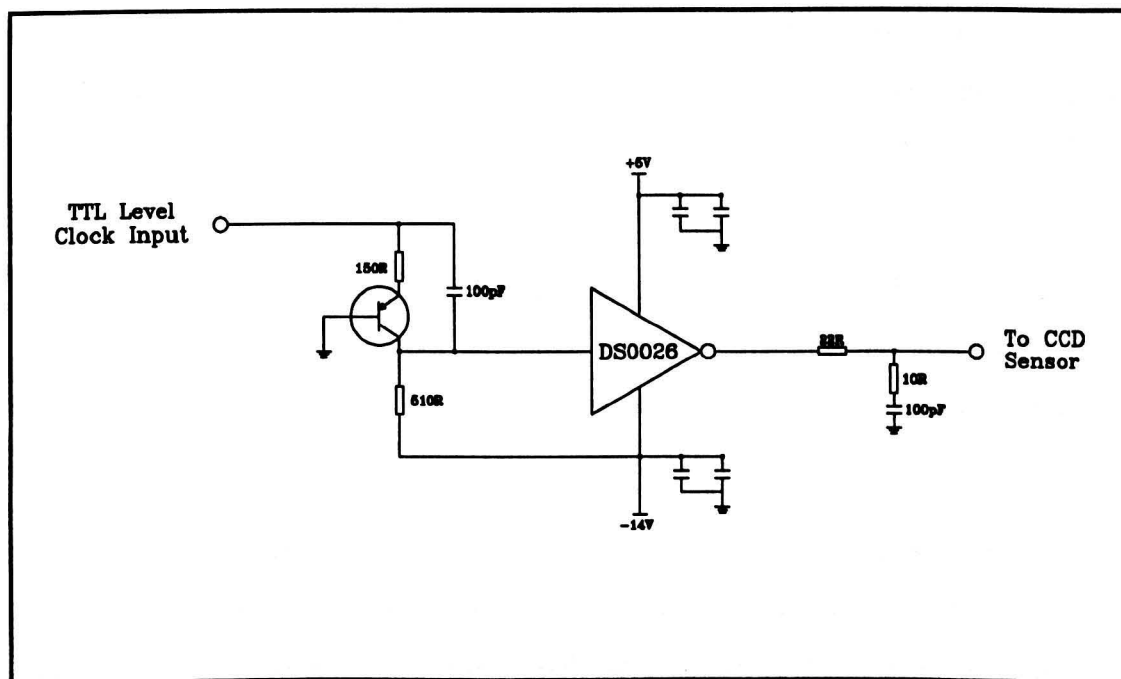 +5V
TTL Level
Clock Input
150R
100pF
DS0026
22R
To CCD
Sensor
10R
100pF
510R
-14V